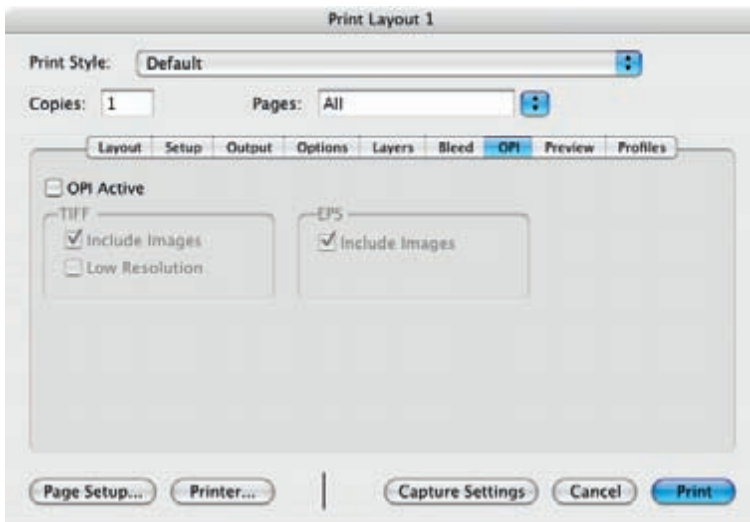 Print Layout 1
Print Style: Default
Copies: 1 Pages: All
Layout Setup Output Options Layers Bleed OPI Preview Profiles
OPI Active
TIFF EPS
Include Images Include Images
Low Resolution
Page Setup... Printer... Capture Settings Cancel Print